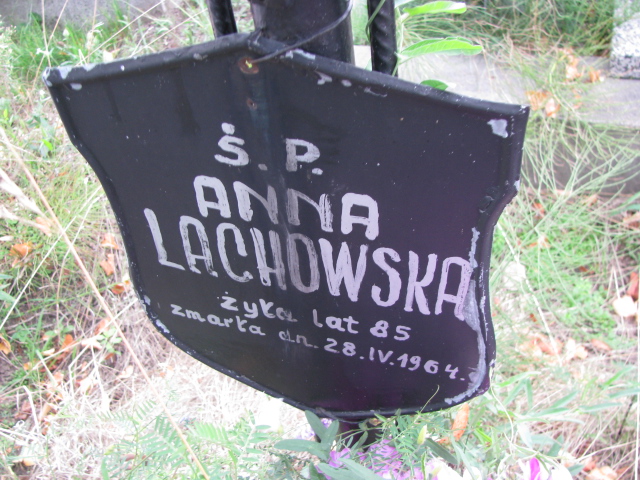 Ś. P.
ANNA
LACHOWSKA
żyła lat 85
zmarła dn. 28.IV.1964.